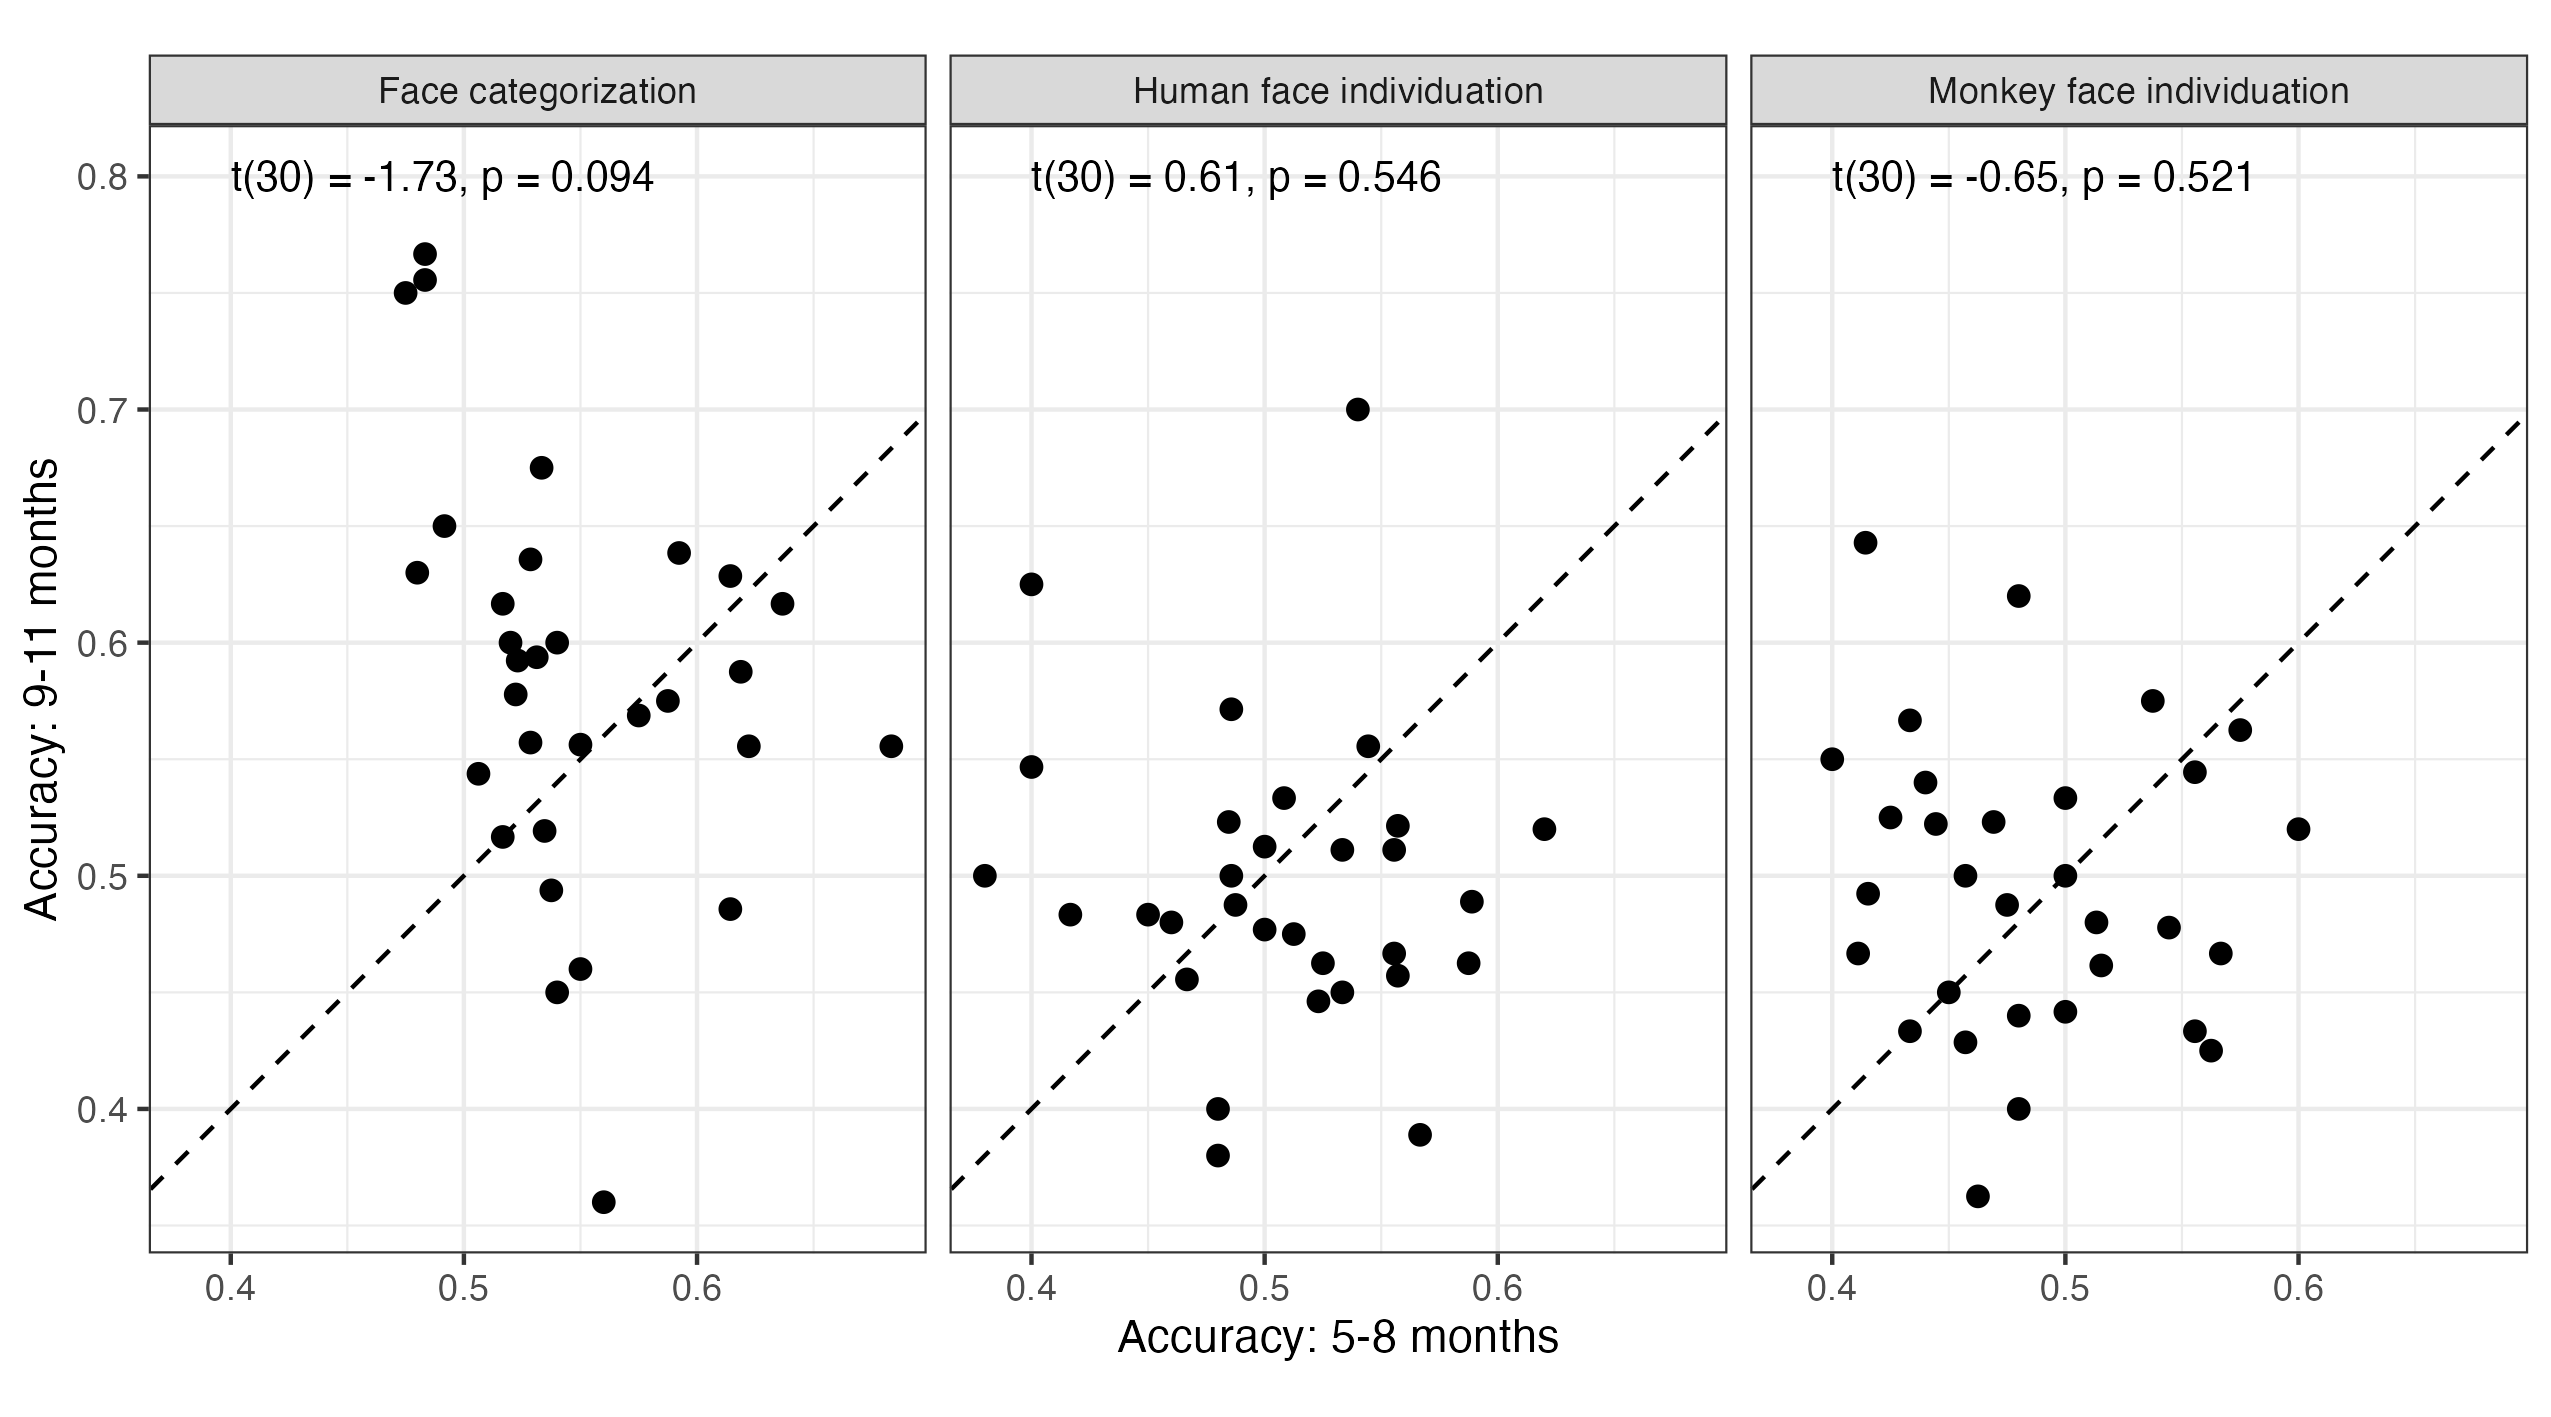 Face categorization
Human face individuation
Monkey face individuation
t(30) = -1.73, p = 0.094
t(30) = 0.61, p = 0.546
t(30) = -0.65, p = 0.521
0.8
0.7
0.6
0.5
0.4
Accuracy: 9-11 months
0.4 0.5 0.6
0.4 0.5 0.6
0.4 0.5 0.6
Accuracy: 5-8 months